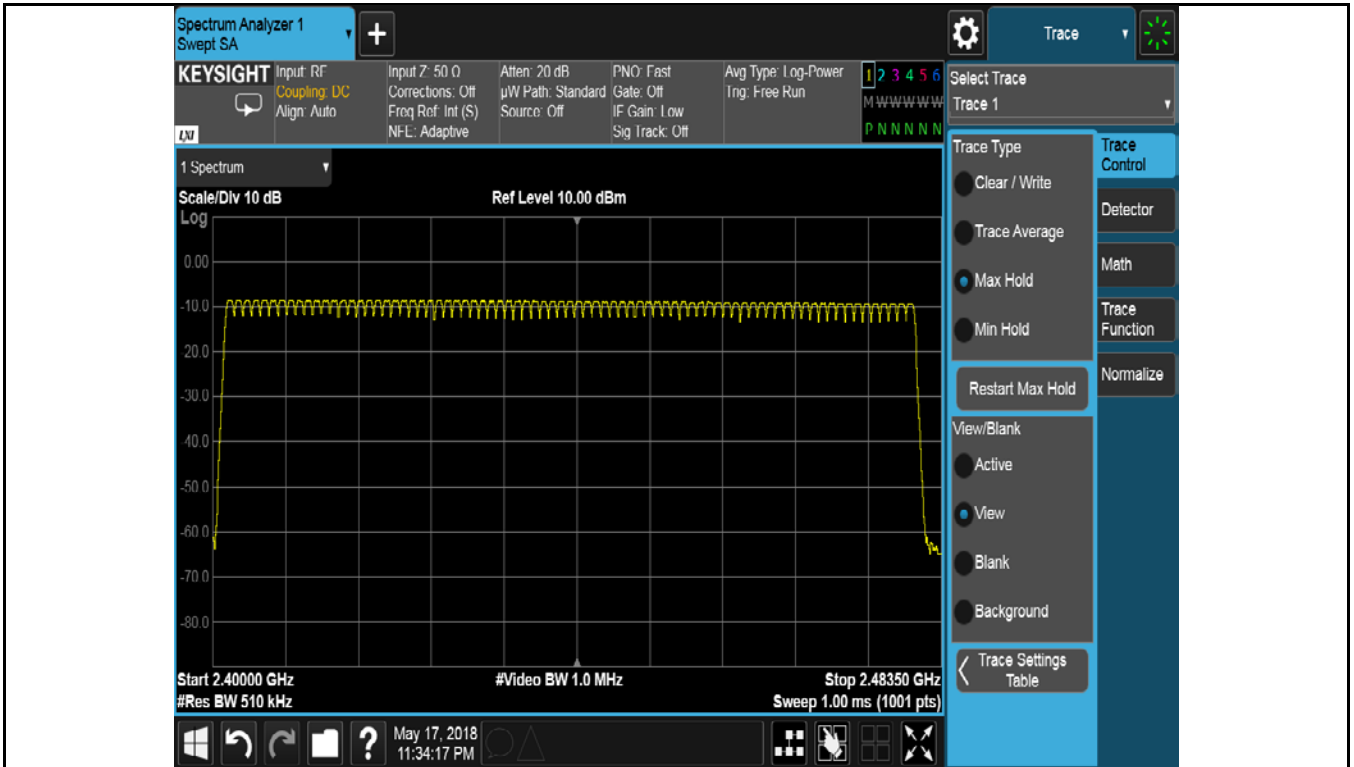 Spectrum Analyzer 1
Swept SA
+
Trace
KEYSIGHT
LXI
Input: RF
Coupling: DC
Align: Auto
Input Z: 50 Ω
Corrections: Off
Freq Ref: Int (S)
NFE: Adaptive
Atten: 20 dB
µW Path: Standard
Source: Off
PNO: Fast
Gate: Off
IF Gain: Low
Sig Track: Off
Avg Type: Log-Power
Trig: Free Run
1 2 3 4 5 6
M W W W W W
P N N N N N
Select Trace
Trace 1
1 Spectrum
Scale/Div 10 dB
Ref Level 10.00 dBm
Log
0.00
-10.0
-20.0
-30.0
-40.0
-50.0
-60.0
-70.0
-80.0
Start 2.40000 GHz
#Video BW 1.0 MHz
Stop 2.48350 GHz
#Res BW 510 kHz
Sweep 1.00 ms (1001 pts)
Trace Type
Clear / Write
Trace Average
Max Hold
Min Hold
Restart Max Hold
View/Blank
Active
View
Blank
Background
Trace Settings
Table
Trace
Control
Detector
Math
Trace
Function
Normalize
?
May 17, 2018
11:34:17 PM